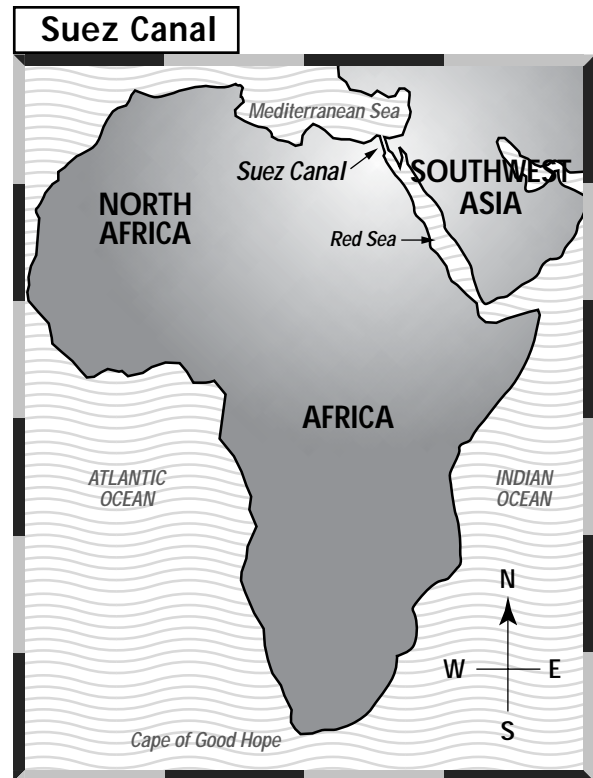 Suez Canal
Mediterranean Sea
Suez Canal
SOUTHWEST
ASIA
NORTH
AFRICA
Red Sea
AFRICA
ATLANTIC
OCEAN
INDIAN
OCEAN
N
W
E
S
Cape of Good Hope